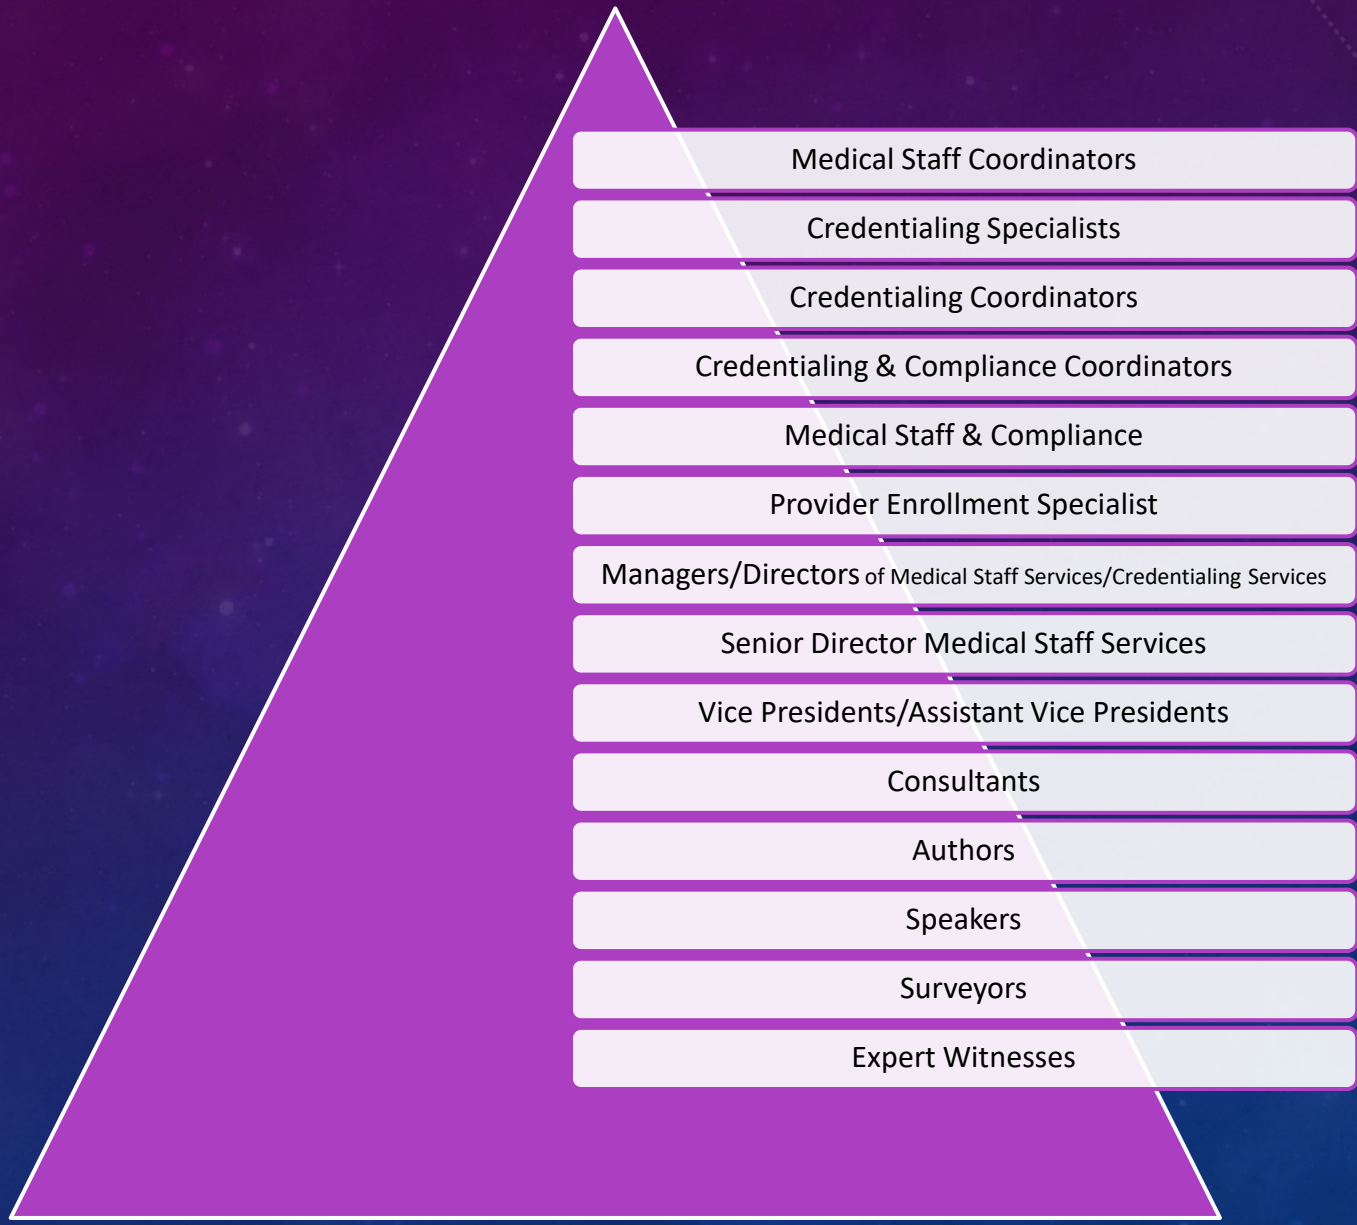 Medical Staff Coordinators
Credentialing Specialists
Credentialing Coordinators
Credentialing & Compliance Coordinators
Medical Staff & Compliance
Provider Enrollment Specialist
Managers/Directors of Medical Staff Services/Credentialing Services
Senior Director Medical Staff Services
Vice Presidents/Assistant Vice Presidents
Consultants
Authors
Speakers
Surveyors
Expert Witnesses